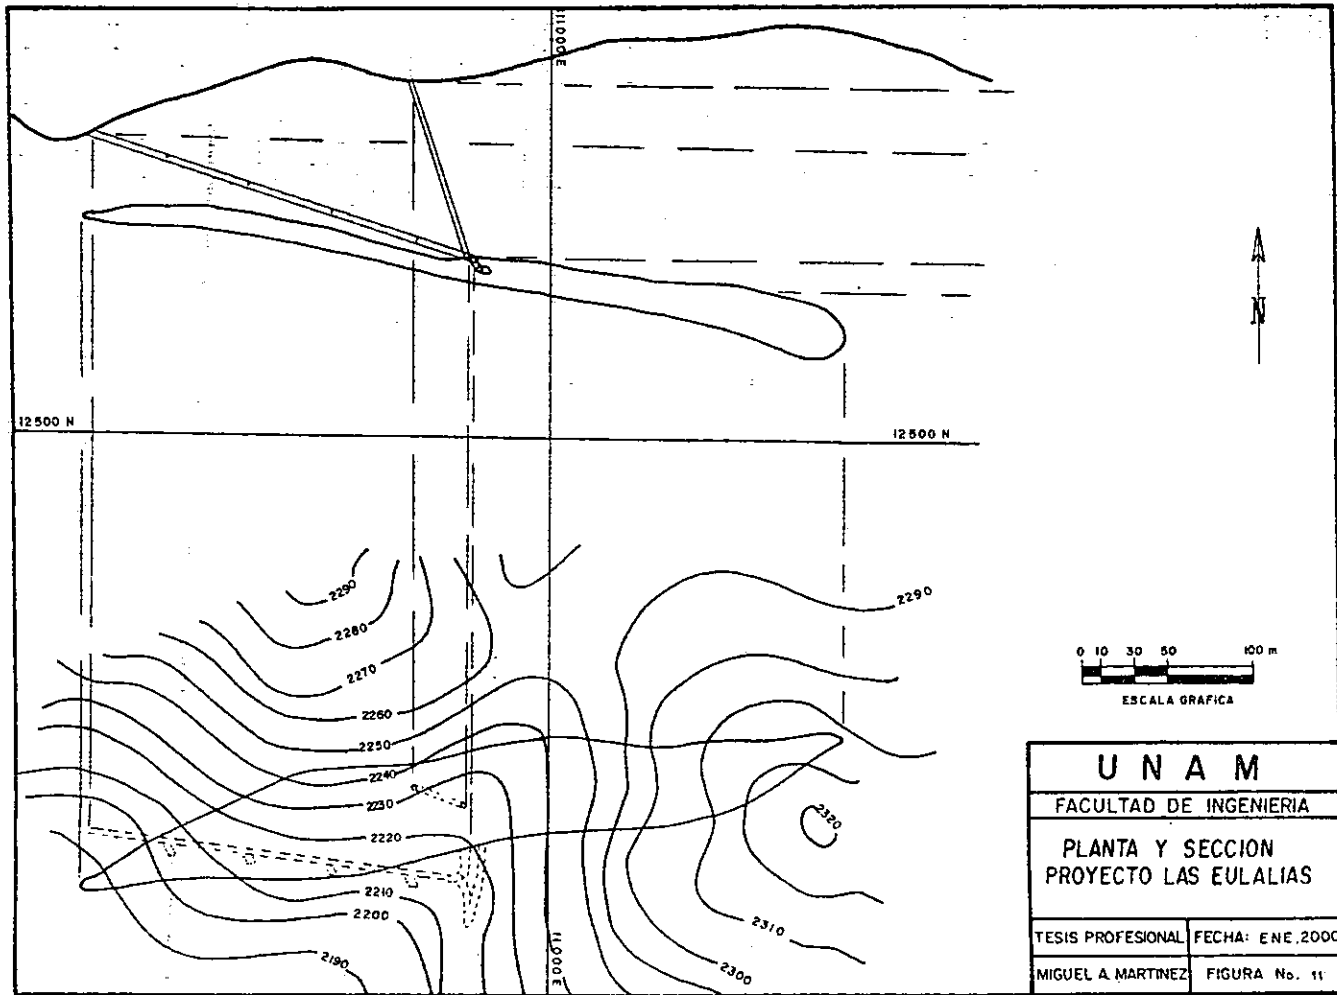 11000E
12500 N
12500 N
N
2290
2280
2270
2260
2250
2240
2230
2220
2210
2200
2190
2290
2320
2310
2300
11000E
0 10 30 50 100 m
ESCALA GRAFICA
U N A M
FACULTAD DE INGENIERIA
PLANTA Y SECCION
PROYECTO LAS EULALIAS
TESIS PROFESIONAL
FECHA: ENE.2000
MIGUEL A. MARTINEZ
FIGURA No. 11